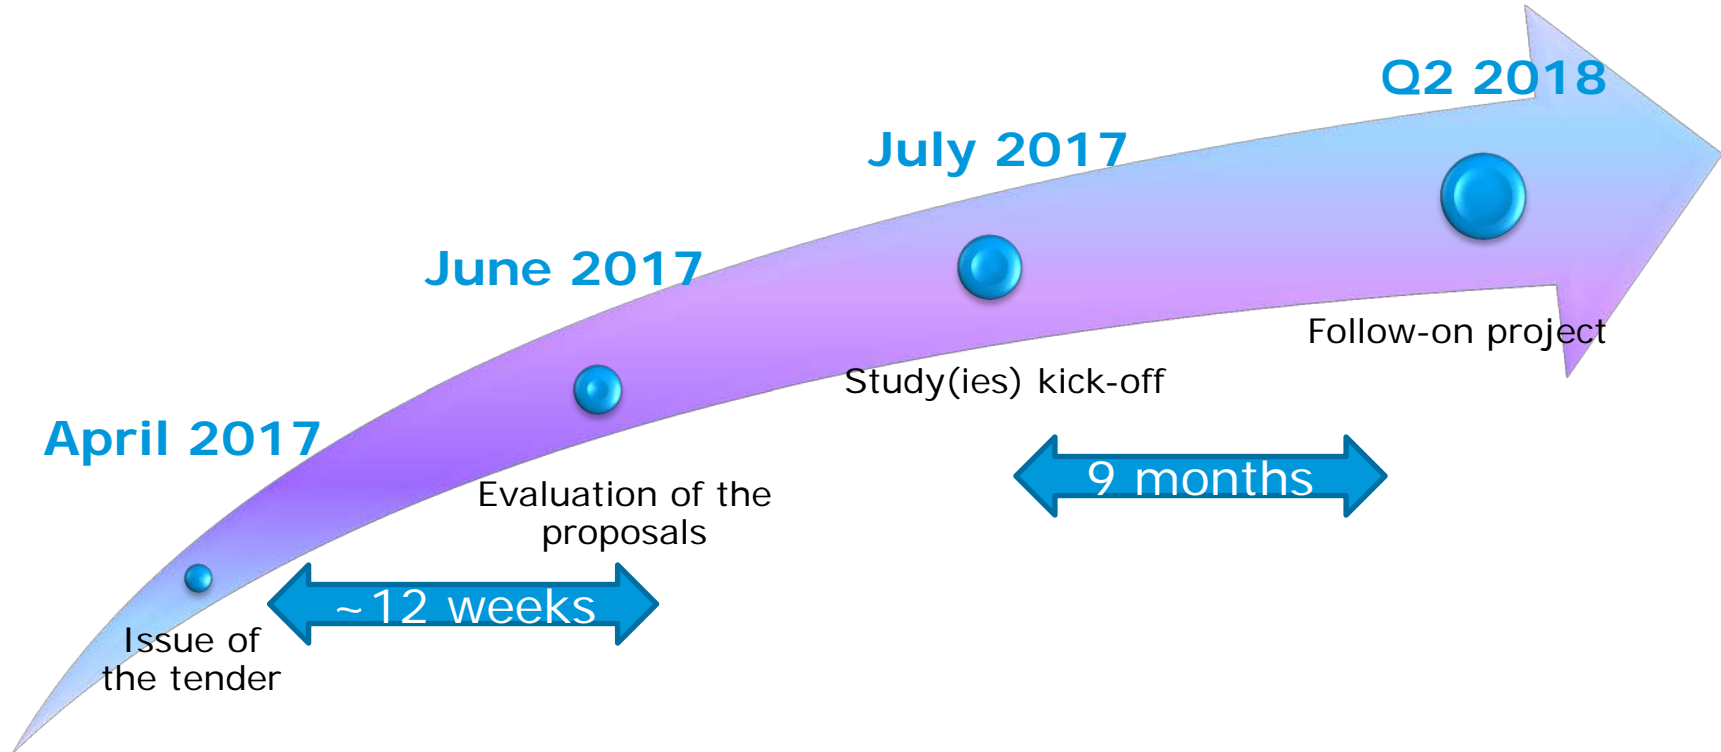 April 2017
Issue of
the tender
~12 weeks
June 2017
Evaluation of the
proposals
July 2017
Study(ies) kick-off
9 months
Q2 2018
Follow-on project